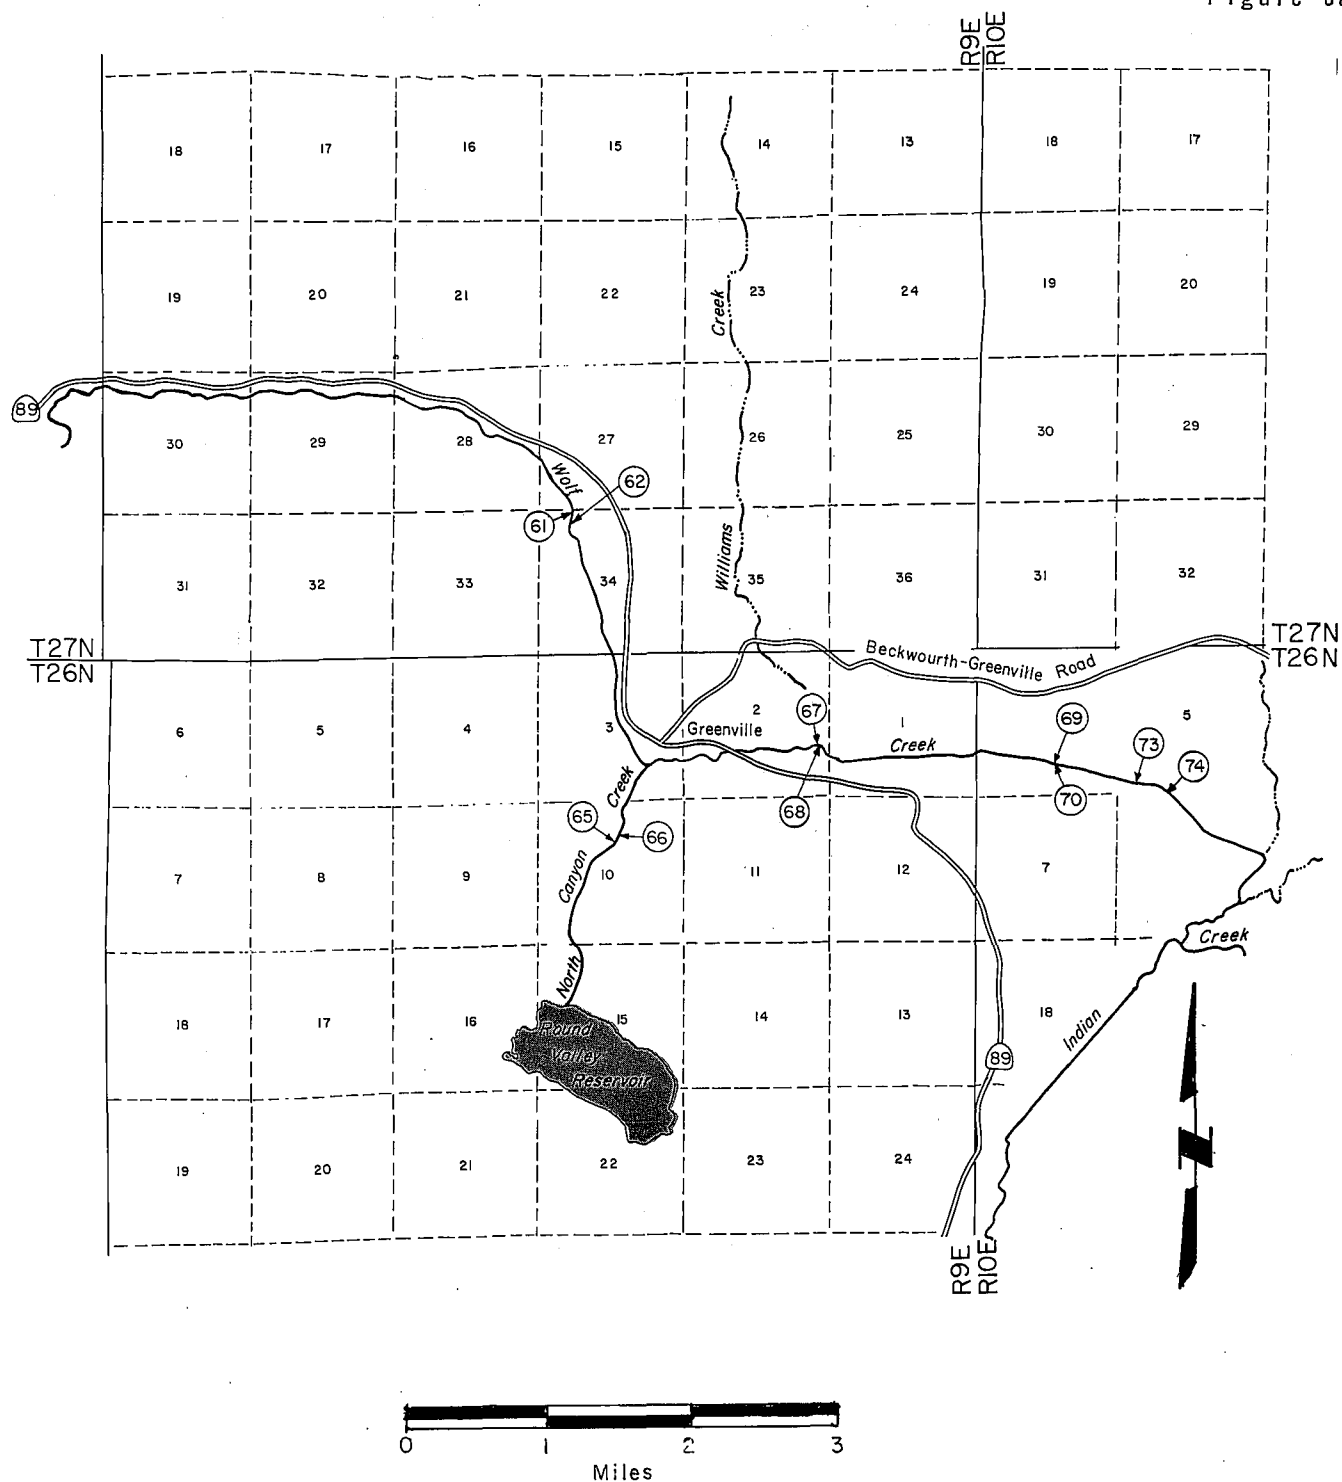 R9E
R10E
18 17 16 15 14 13 18 17
19 20 21 22 23 24 19 20
Creek
89
30 29 28 27 26 25 30 29
Wolf
62
61
Williams
31 32 33 34 35 36 31 32
T27N
T26N
T27N
T26N
Beckwourth-Greenville Road
6 5 4 3 2 1 5
Greenville
67
69
Creek
73
74
68
70
Creek
65
66
7 8 9 10 11 12 7
Canyon
North
Creek
18 17 16 15 14 13 18
Indian
Round
Valley
Reservoir
89
19 20 21 22 23 24
R9E
R10E
0 1 2 3
Miles